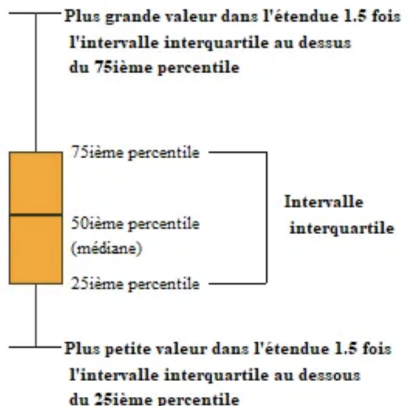 Plus grande valeur dans l'étendue 1.5 fois
l'intervalle interquartile au dessus
du 75ième percentile
75ième percentile
Intervalle
interquartile
50ième percentile
(médiane)
25ième percentile
Plus petite valeur dans l'étendue 1.5 fois
l'intervalle interquartile au dessous
du 25ième percentile